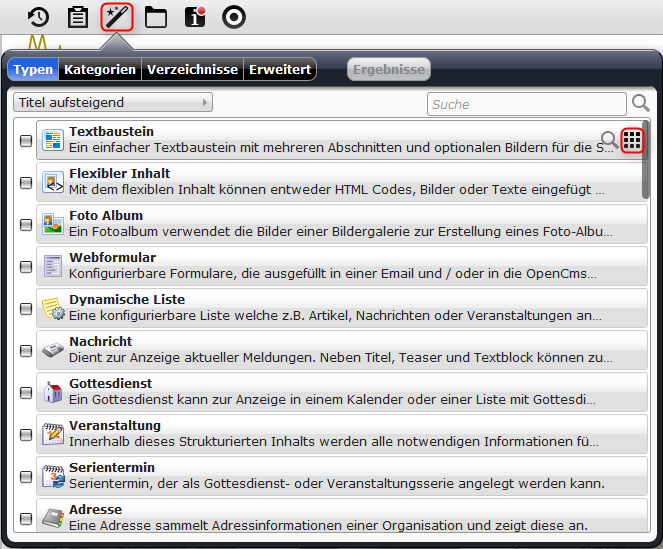 Typen Kategorien Verzeichnisse Erweitert Ergebnisse
Titel aufsteigend
Suche
Textbaustein
Ein einfacher Textbaustein mit mehreren Abschnitten und optionalen Bildern für die S...
Flexibler Inhalt
Mit dem flexiblen Inhalt können entweder HTML Codes, Bilder oder Texte eingefügt ...
Foto Album
Ein Fotoalbum verwendet die Bilder einer Bildergalerie zur Erstellung eines Foto-Albu...
Webformular
Konfigurierbare Formulare, die ausgefüllt in einer Email und / oder in die OpenCms...
Dynamische Liste
Eine konfigurierbare Liste welche z.B. Artikel, Nachrichten oder Veranstaltungen an...
Nachricht
Dient zur Anzeige aktueller Meldungen. Neben Titel, Teaser und Textblock können zu...
Gottesdienst
Ein Gottesdienst kann zur Anzeige in einem Kalender oder einer Liste mit Gottesdi...
Veranstaltung
Innerhalb dieses Strukturierten Inhalts werden alle notwendigen Informationen fü...
Serientermin
Serientermin, der als Gottesdienst- oder Veranstaltungsserie angelegt werden kann.
Adresse
Eine Adresse sammelt Adressinformationen einer Organisation und zeigt diese an.